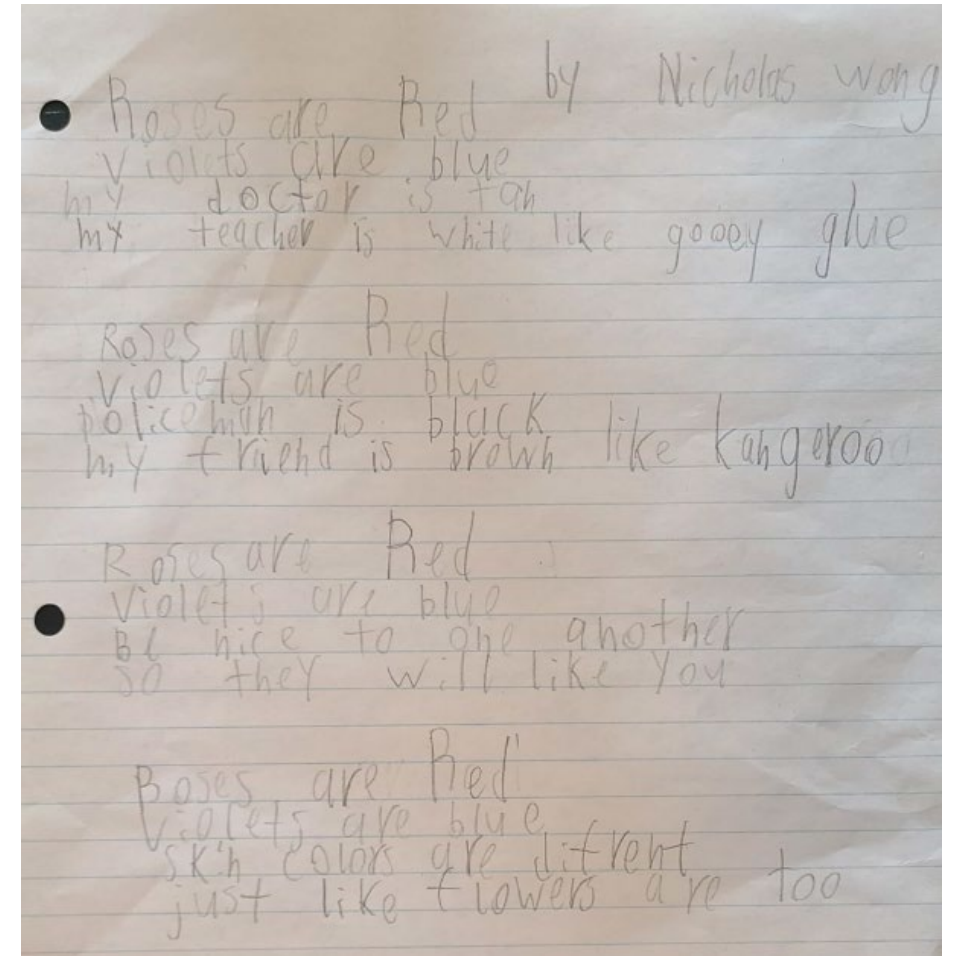 by Nicholas wong
Roses are Red
violets are blue
my doctor is tan
my teacher is white like gooey glue
Roses are Red
violets are blue
policeman is black
my friend is brown like kangeroo
Roses are Red
violets are blue
Be nice to one another
so they will like you
Roses are Red
violets are blue
skin colors are difrent
just like flowers are too